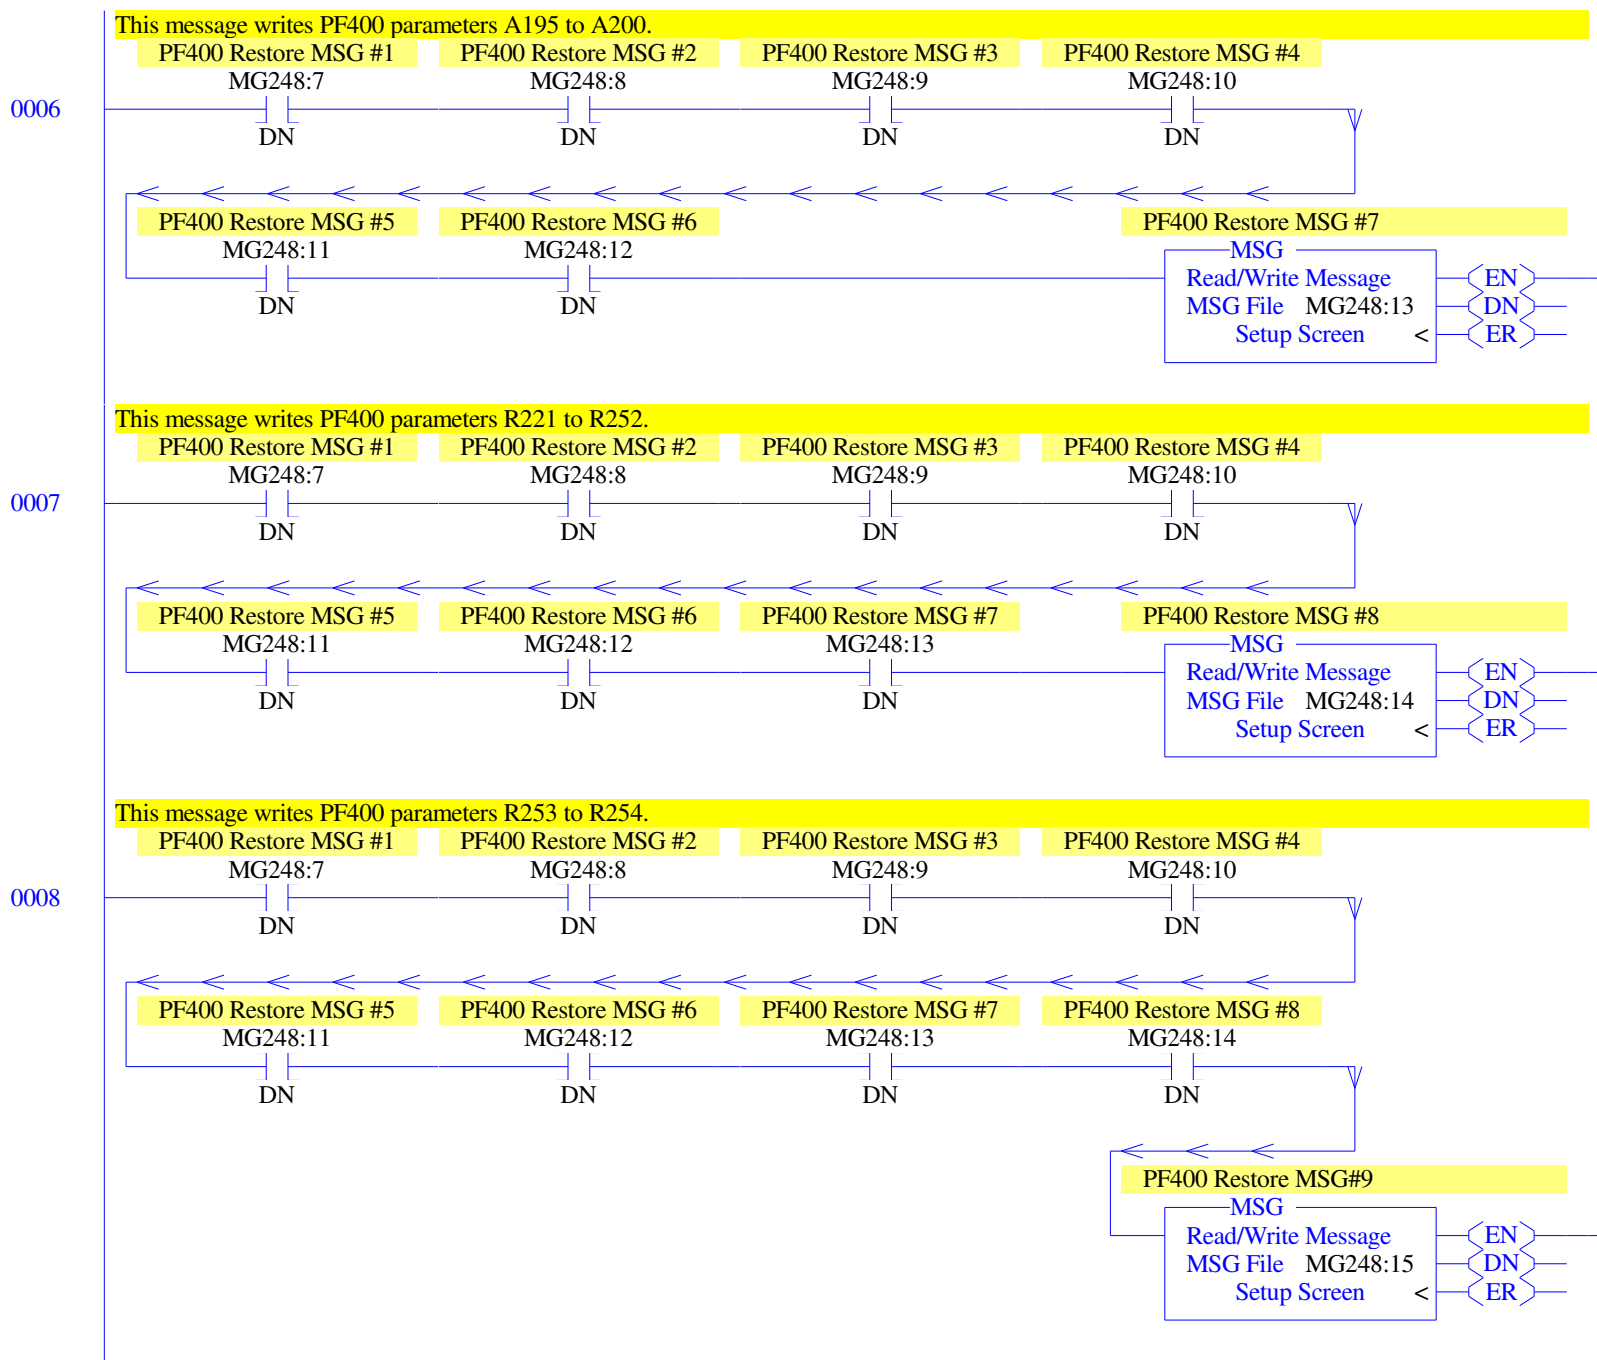 This message writes PF400 parameters A195 to A200.
PF400 Restore MSG #1 PF400 Restore MSG #2 PF400 Restore MSG #3 PF400 Restore MSG #4
MG248:7 MG248:8 MG248:9 MG248:10
0006
DN DN DN DN
PF400 Restore MSG #5 PF400 Restore MSG #6 PF400 Restore MSG #7
MG248:11 MG248:12 MSG
Read/Write Message EN
DN DN MSG File MG248:13 DN
Setup Screen < ER
This message writes PF400 parameters R221 to R252.
PF400 Restore MSG #1 PF400 Restore MSG #2 PF400 Restore MSG #3 PF400 Restore MSG #4
MG248:7 MG248:8 MG248:9 MG248:10
0007
DN DN DN DN
PF400 Restore MSG #5 PF400 Restore MSG #6 PF400 Restore MSG #7 PF400 Restore MSG #8
MG248:11 MG248:12 MG248:13 MSG
Read/Write Message EN
DN DN DN MSG File MG248:14 DN
Setup Screen < ER
This message writes PF400 parameters R253 to R254.
PF400 Restore MSG #1 PF400 Restore MSG #2 PF400 Restore MSG #3 PF400 Restore MSG #4
MG248:7 MG248:8 MG248:9 MG248:10
0008
DN DN DN DN
PF400 Restore MSG #5 PF400 Restore MSG #6 PF400 Restore MSG #7 PF400 Restore MSG #8
MG248:11 MG248:12 MG248:13 MG248:14
DN DN DN DN
PF400 Restore MSG#9
MSG
Read/Write Message EN
MSG File MG248:15 DN
Setup Screen < ER